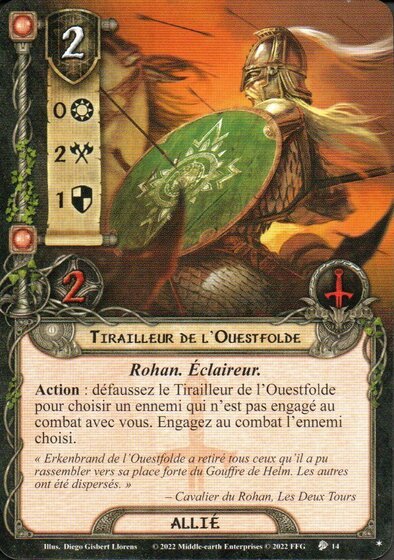 2
0
2
1
2
Tirailleur de l'Ouestfolde
Rohan. Éclaireur.
Action : défaussez le Tirailleur de l'Ouestfolde
pour choisir un ennemi qui n'est pas engagé au
combat avec vous. Engagez au combat l'ennemi
choisi.
« Erkenbrand de l'Ouestfolde a retiré tous ceux qu'il a pu
rassembler vers sa place forte du Gouffre de Helm. Les autres
ont été dispersés. »
– Cavalier du Rohan, Les Deux Tours
Allié
Illus. Diego Gisbert Llorens © 2022 Middle-earth Enterprises © 2022 FFG 14